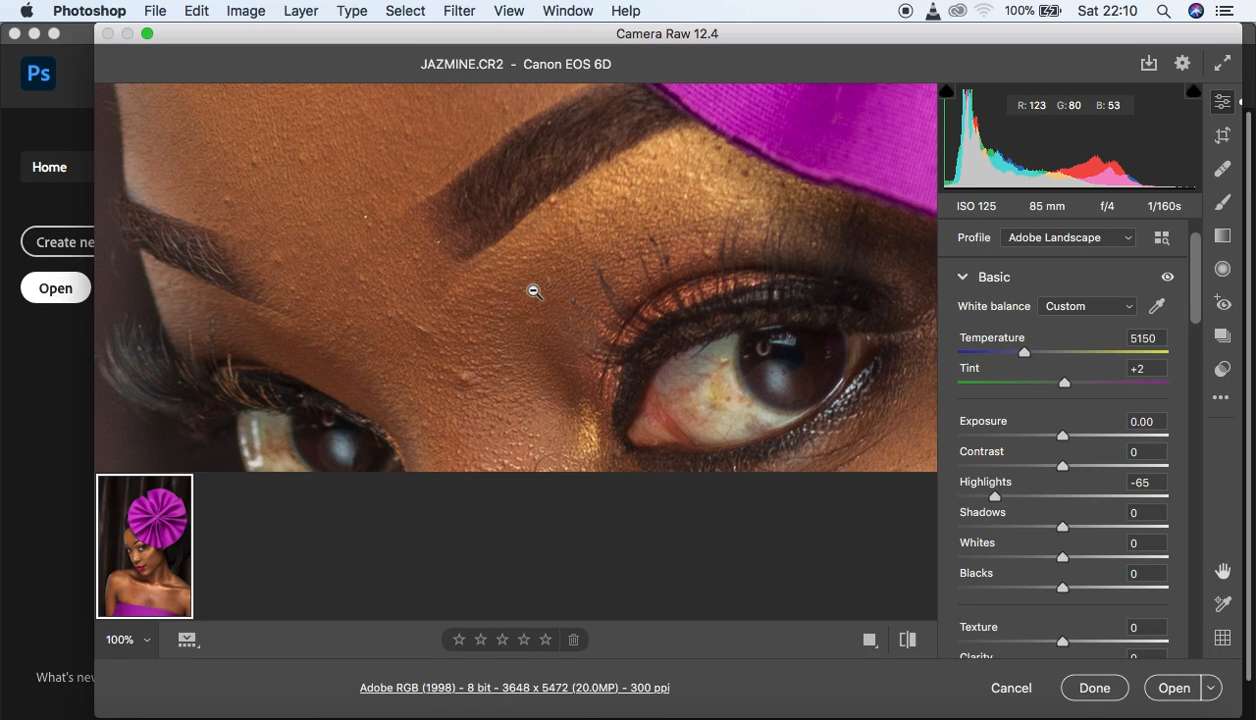 Photoshop File Edit Image Layer Type Select Filter View Window Help 100% Sat 22:10
Camera Raw 12.4
Ps
JAZMINE.CR2 - Canon EOS 6D
R: 123 G: 80 B: 53
Home
ISO 125 85 mm f/4 1/160s
Create ne
Profile Adobe Landscape
Open
Basic
White balance Custom
Temperature 5150
Tint +2
Exposure 0.00
Contrast 0
Highlights -65
Shadows 0
Whites 0
Blacks 0
Texture 0
Clarity 0
100%
What's new
Adobe RGB (1998) - 8 bit - 3648 x 5472 (20.0MP) - 300 ppi
Cancel Done Open